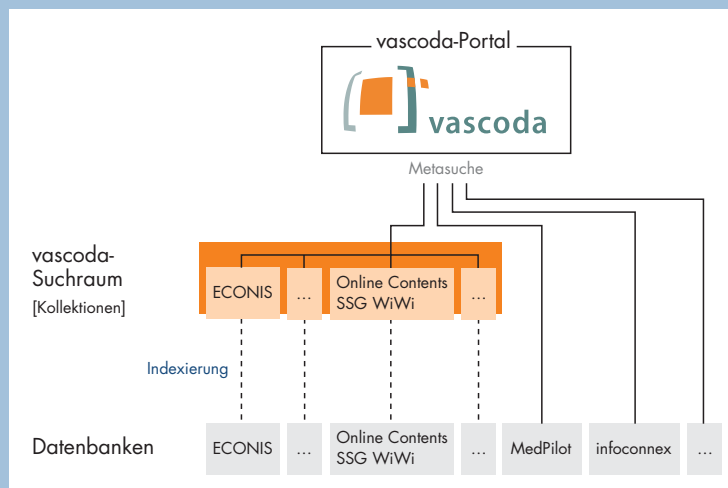 vascoda-Portal
vascoda
Metasuche
vascoda-
Suchraum
[Kollektionen]
ECONIS
...
Online Contents
SSG WiWi
...
Indexierung
Datenbanken
ECONIS
...
Online Contents
SSG WiWi
...
MedPilot
infoconnex
...